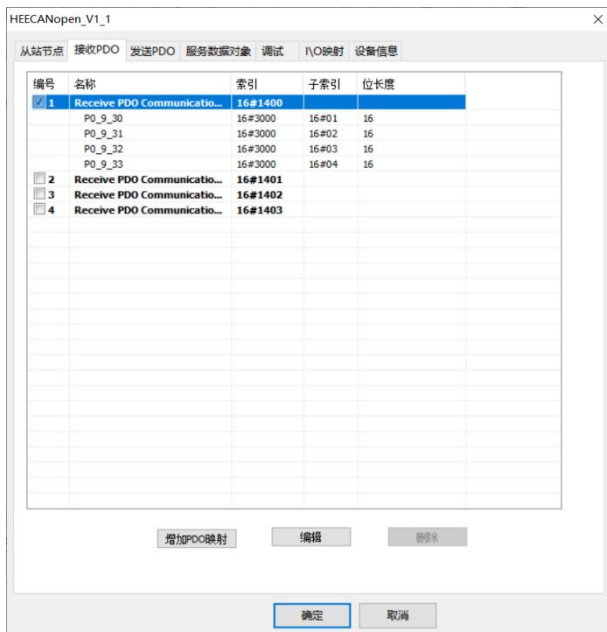 HEECANopen_V1_1
从站节点 接收PDO 发送PDO 服务数据对象 调试 I\O映射 设备信息
编号 名称 索引 子索引 位长度
1 Receive PDO Communicatio... 16#1400
P0_9_30 16#3000 16#01 16
P0_9_31 16#3000 16#02 16
P0_9_32 16#3000 16#03 16
P0_9_33 16#3000 16#04 16
2 Receive PDO Communicatio... 16#1401
3 Receive PDO Communicatio... 16#1402
4 Receive PDO Communicatio... 16#1403
增加PDO映射 编辑 删除
确定 取消